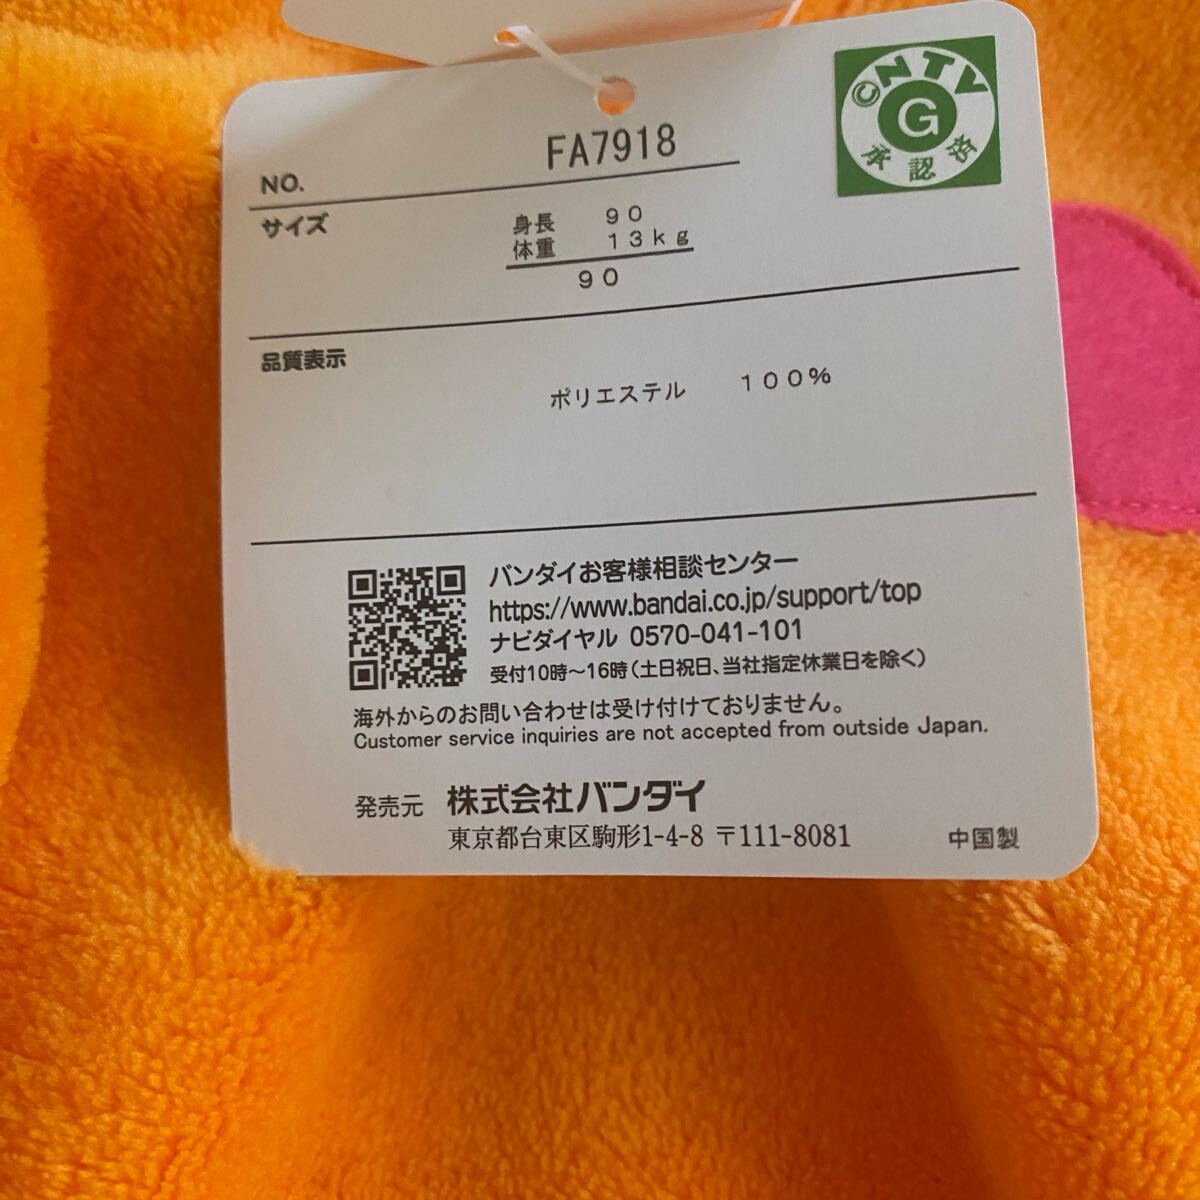 ©NTV
G
承認済
NO. FA7918
サイズ 身長 90
体重 13kg
90
品質表示
ポリエステル 100%
バンダイお客様相談センター
https://www.bandai.co.jp/support/top
ナビダイヤル 0570-041-101
受付10時〜16時(土日祝日、当社指定休業日を除く)
海外からのお問い合わせは受け付けておりません。
Customer service inquiries are not accepted from outside Japan.
発売元 株式会社バンダイ
東京都台東区駒形1-4-8 〒111-8081
中国製